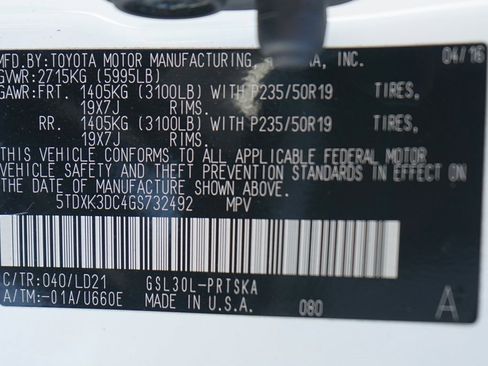 MFD.BY: TOYOTA MOTOR MANUFACTURING, INC. 04/16
GVWR: 2715KG (5995LB)
GAWR: FRT. 1405KG (3100LB) WITH P235/50R19 TIRES,
19X7J RIMS.
RR. 1405KG (3100LB) WITH P235/50R19 TIRES,
19X7J RIMS.
THIS VEHICLE CONFORMS TO ALL APPLICABLE FEDERAL MOTOR
VEHICLE SAFETY AND THEFT PREVENTION STANDARDS IN EFFECT ON THE
DATE OF MANUFACTURE SHOWN ABOVE.
5TDXK3DC4GS732492 MPV
C/TR: 040/LD21 GSL30L-PRTSKA
A/TM: -01A/U660E MADE IN U.S.A. 080 A